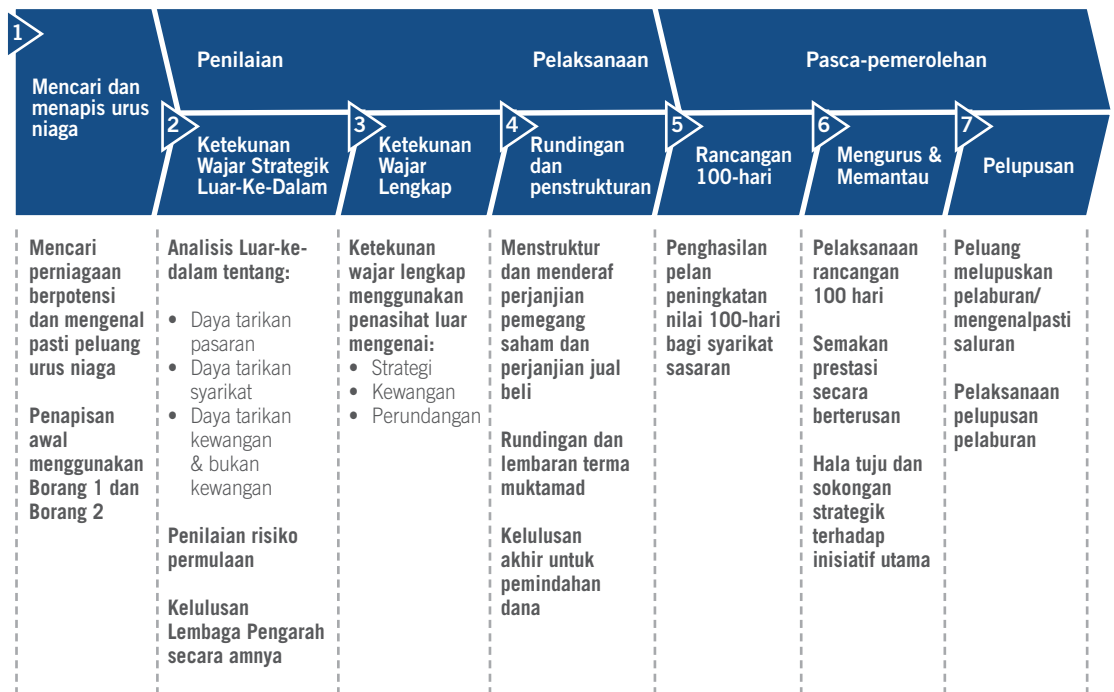 1
Mencari dan
menapis urus
niaga
Penilaian
Pelaksanaan
Pasca-pemerolehan
2
Ketekunan
Wajar Strategik
Luar-Ke-Dalam
3
Ketekunan
Wajar
Lengkap
4
Rundingan
dan
penstrukturan
5
Rancangan
100-hari
6
Mengurus &
Memantau
7
Pelupusan
Mencari
perniagaan
berpotensi
dan mengenal
pasti peluang
urus niaga
Penapisan
awal
menggunakan
Borang 1 dan
Borang 2
Analisis Luar-ke-
dalam tentang:
• Daya tarikan
pasaran
• Daya tarikan
syarikat
• Daya tarikan
kewangan
& bukan
kewangan
Penilaian risiko
permulaan
Kelulusan
Lembaga Pengarah
secara amnya
Ketekunan
wajar lengkap
menggunakan
penasihat luar
mengenai:
• Strategi
• Kewangan
• Perundangan
Menstruktur
dan menderaf
perjanjian
pemegang
saham dan
perjanjian jual
beli
Rundingan dan
lembaran terma
muktamad
Kelulusan
akhir untuk
pemindahan
dana
Penghasilan
pelan
peningkatan
nilai 100-hari
bagi syarikat
sasaran
Pelaksanaan
rancangan
100 hari
Semakan
prestasi
secara
berterusan
Hala tuju dan
sokongan
strategik
terhadap
inisiatif utama
Peluang
melupuskan
pelaburan/
mengenalpasti
saluran
Pelaksanaan
pelupusan
pelaburan